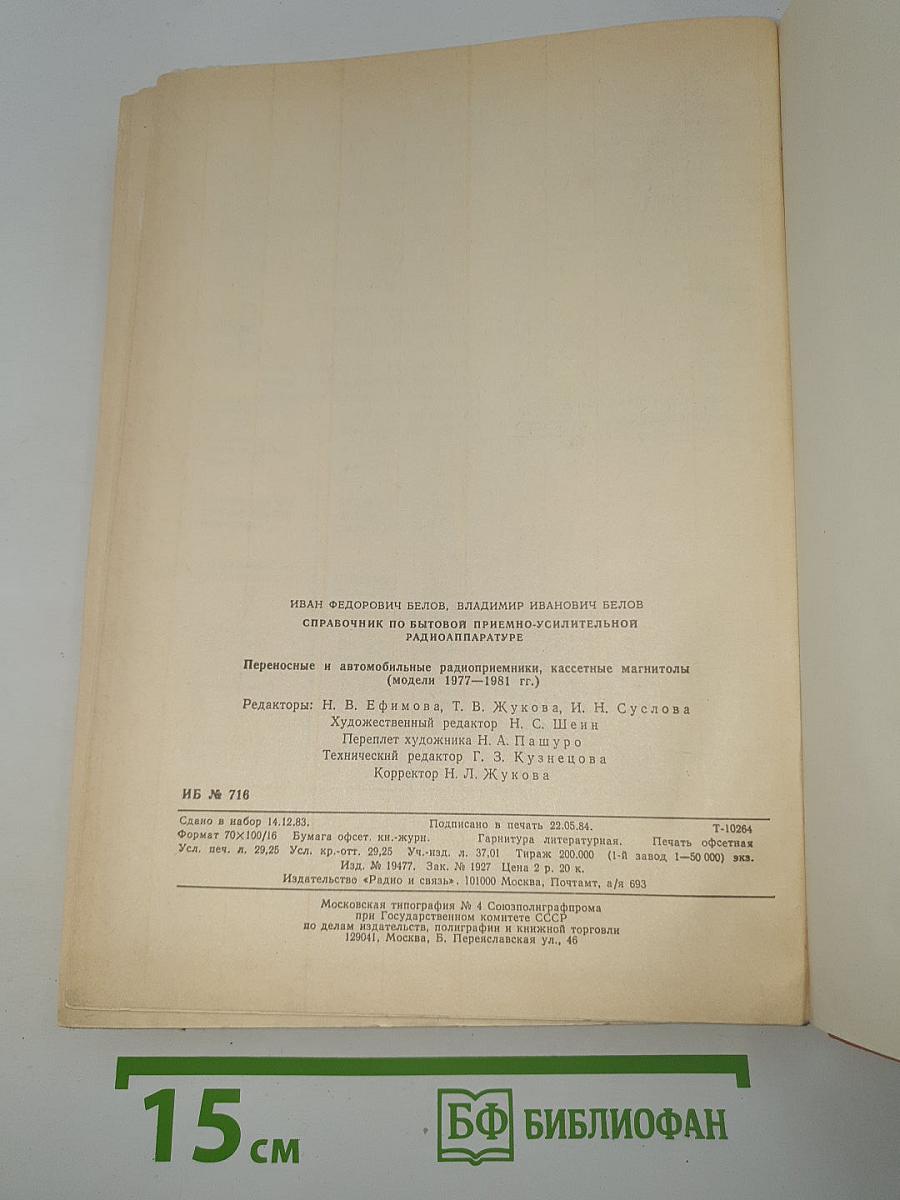 ИВАН ФЕДОРОВИЧ БЕЛОВ, ВЛАДИМИР ИВАНОВИЧ БЕЛОВ
СПРАВОЧНИК ПО БЫТОВОЙ ПРИЕМНО-УСИЛИТЕЛЬНОЙ
РАДИОАППАРАТУРЕ
Переносные и автомобильные радиоприемники, кассетные магнитолы
(модели 1977—1981 гг.)
Редакторы: Н. В. Ефимова, Т. В. Жукова, И. Н. Суслова
Художественный редактор Н. С. Шеин
Переплет художника Н. А. Пашуро
Технический редактор Г. З. Кузнецова
Корректор Н. Л. Жукова
ИБ № 716
Сдано в набор 14.12.83. Подписано в печать 22.05.84. Т-10264
Формат 70×100/16 Бумага офсет. кн.-журн. Гарнитура литературная. Печать офсетная
Усл. печ. л. 29,25 Усл. кр.-отт. 29,25 Уч.-изд. л. 37,01 Тираж 200.000 (1-й завод 1—50 000) экз.
Изд. № 19477. Зак. № 1927 Цена 2 р. 20 к.
Издательство «Радио и связь». 101000 Москва, Почтамт, а/я 693
Московская типография № 4 Союзполиграфпрома
при Государственном комитете СССР
по делам издательств, полиграфии и книжной торговли
129041, Москва, Б. Переяславская ул., 46
15 см
БФ БИБЛИОФАН